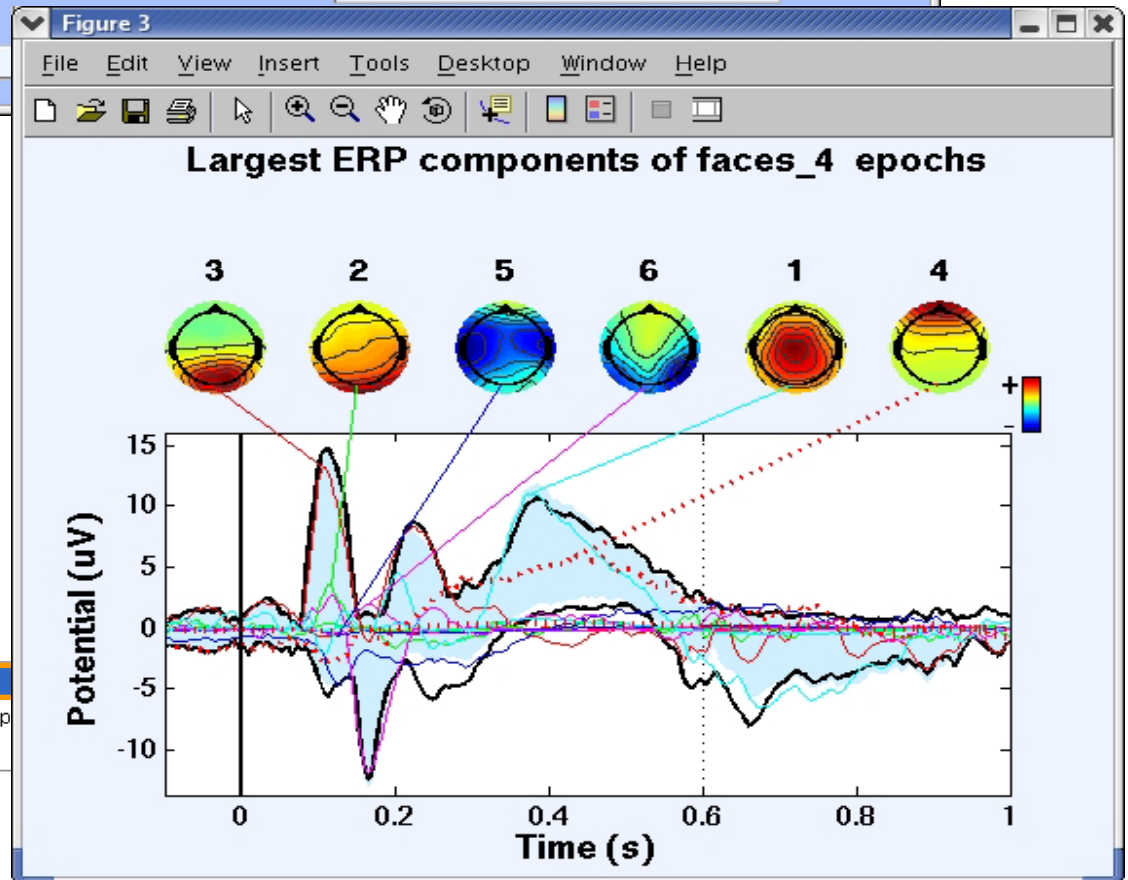 Figure 3
File Edit View Insert Tools Desktop Window Help
Largest ERP components of faces_4 epochs
3 2 5 6 1 4
+
-
15
10
5
0
-5
-10
Potential (uV)
p
0 0.2 0.4 0.6 0.8 1
Time (s)